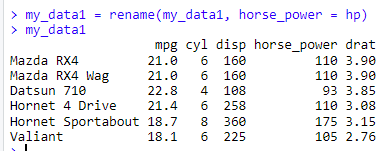 > my_data1 = rename(my_data1, horse_power = hp)
> my_data1
mpg cyl disp horse_power drat
Mazda RX4 21.0 6 160 110 3.90
Mazda RX4 Wag 21.0 6 160 110 3.90
Datsun 710 22.8 4 108 93 3.85
Hornet 4 Drive 21.4 6 258 110 3.08
Hornet Sportabout 18.7 8 360 175 3.15
Valiant 18.1 6 225 105 2.76
>